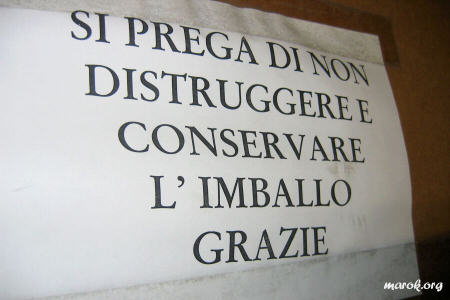 SI PREGA DI NON
DISTRUGGERE E
CONSERVARE
L' IMBALLO
GRAZIE
marok.org